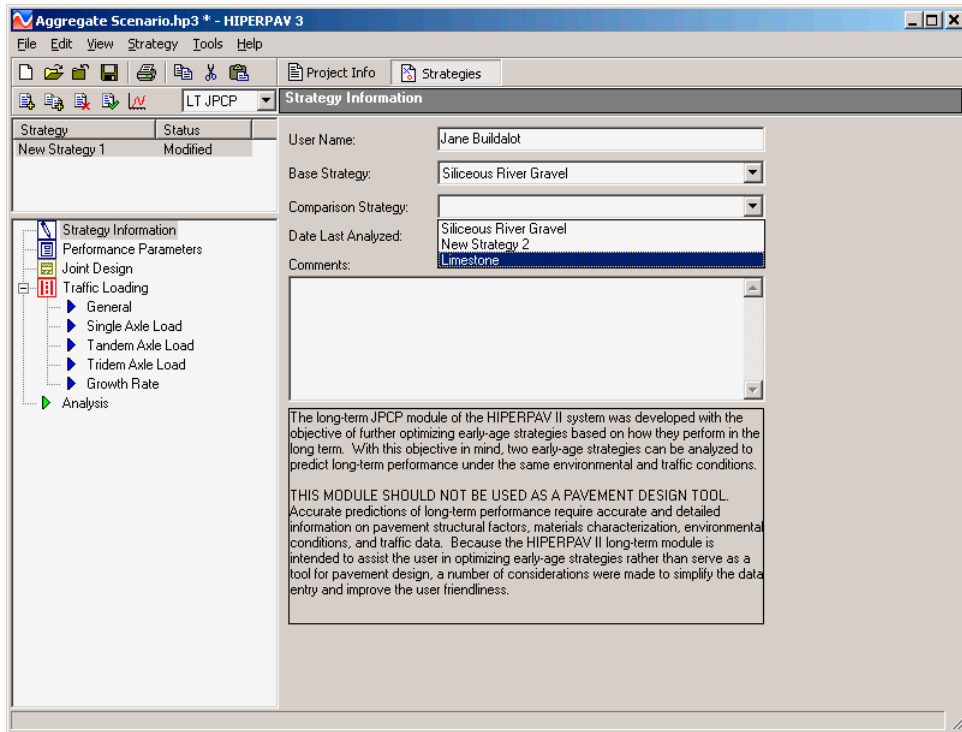 Aggregate Scenario.hp3 * - HIPERPAV 3
File Edit View Strategy Tools Help
Project Info Strategies
LT JPCP
Strategy Information
Strategy Status
New Strategy 1 Modified
Strategy Information
Performance Parameters
Joint Design
Traffic Loading
General
Single Axle Load
Tandem Axle Load
Tridem Axle Load
Growth Rate
Analysis
User Name: Jane Buildalot
Base Strategy: Siliceous River Gravel
Comparison Strategy:
Siliceous River Gravel
Date Last Analyzed: New Strategy 2
Limestone
Comments:
The long-term JPCP module of the HIPERPAV II system was developed with the
objective of further optimizing early-age strategies based on how they perform in the
long term. With this objective in mind, two early-age strategies can be analyzed to
predict long-term performance under the same environmental and traffic conditions.
THIS MODULE SHOULD NOT BE USED AS A PAVEMENT DESIGN TOOL.
Accurate predictions of long-term performance require accurate and detailed
information on pavement structural factors, materials characterization, environmental
conditions, and traffic data. Because the HIPERPAV II long-term module is
intended to assist the user in optimizing early-age strategies rather than serve as a
tool for pavement design, a number of considerations were made to simplify the data
entry and improve the user friendliness.